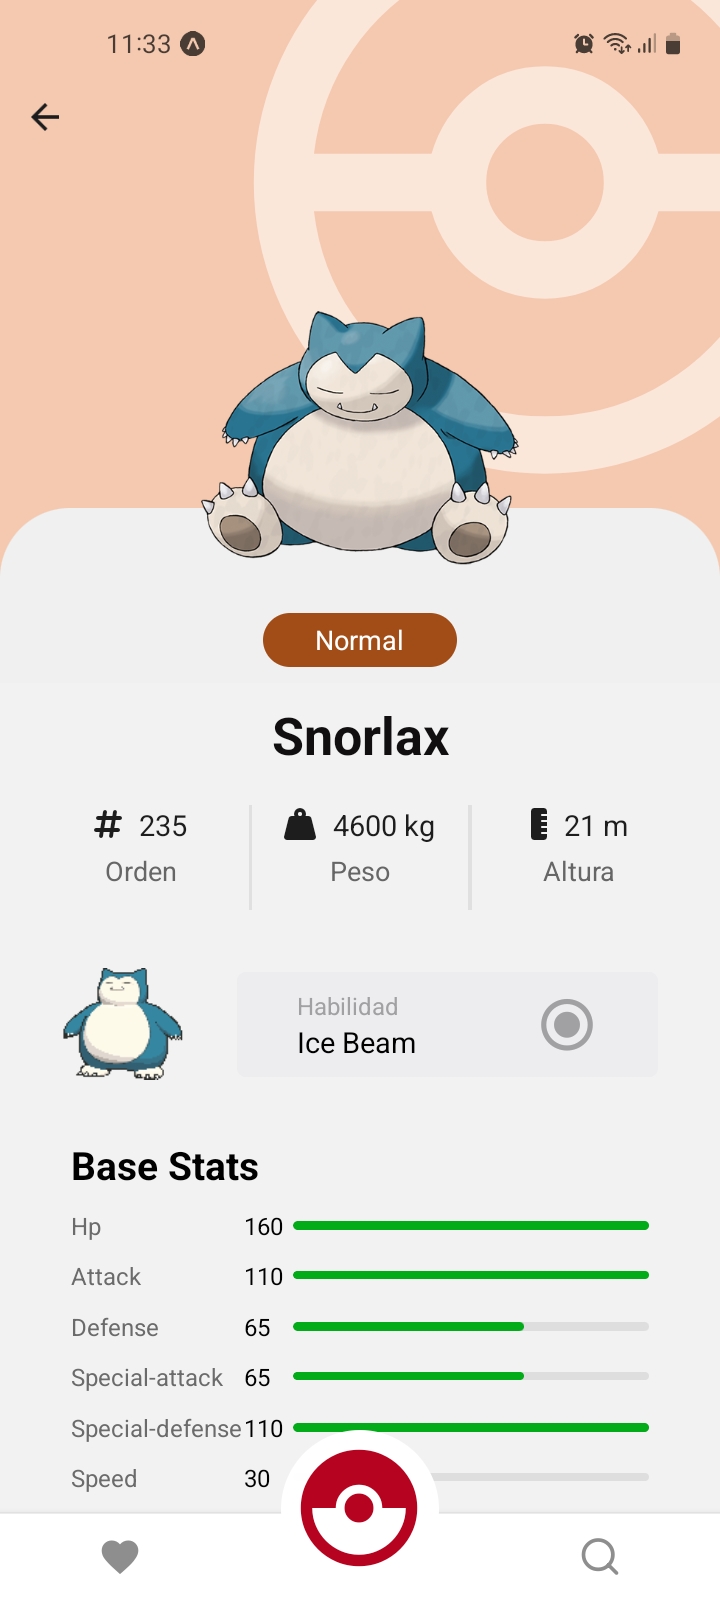 11:33
Normal
Snorlax
# 235
Orden
4600 kg
Peso
21 m
Altura
Habilidad
Ice Beam
Base Stats
Hp 160
Attack 110
Defense 65
Special-attack 65
Special-defense 110
Speed 30